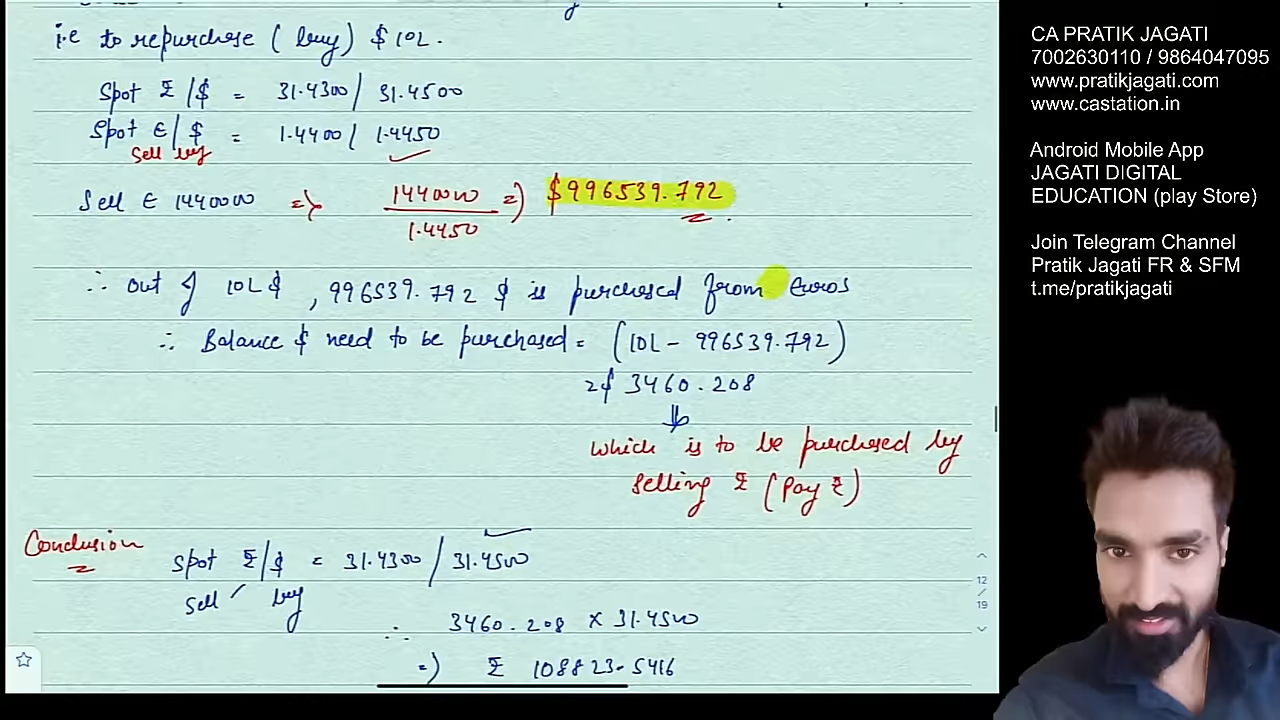 i.e to repurchase ( buy) $ 10L.
Spot ₹ / $ = 31.4300 / 31.4500
Spot € / $ = 1.4400 / 1.4450
Sell buy
Sell € 1440000 => 1440000 / 1.4450 => $996539.792
∴ Out of 10L $ , 996539.792 $ is purchased from Euros
∴ Balance $ need to be purchased = (10L - 996539.792)
= $ 3460.208
which is to be purchased by
selling ₹ (pay ₹)
Conclusion
Spot ₹/$ = 31.4300 / 31.4500
Sell buy
∴ 3460.208 × 31.4500
=) ₹ 108823.5416
12
/
19
CA PRATIK JAGATI
7002630110 / 9864047095
www.pratikjagati.com
www.castation.in
Android Mobile App
JAGATI DIGITAL
EDUCATION (play Store)
Join Telegram Channel
Pratik Jagati FR & SFM
t.me/pratikjagati